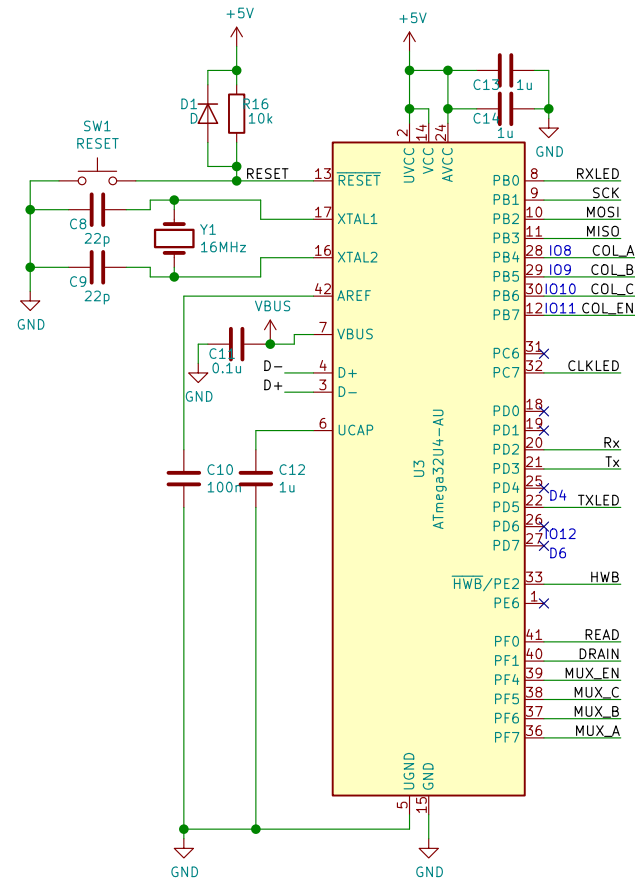 +5V
+5V
D1
D
R16
10k
C13
1u
C14
1u
GND
SW1
RESET
RESET
13
RESET
C8
22p
Y1
16MHz
17
XTAL1
16
XTAL2
C9
22p
GND
42
AREF
VBUS
7
VBUS
0.1u
GND
D-
4
D+
D+
3
D-
6
UCAP
C10
100n
C12
1u
2
UVCC
14
VCC
24
AVCC
U3
ATmega32U4-AU
PB0
8
RXLED
PB1
9
SCK
PB2
10
MOSI
PB3
11
MISO
PB4
28
IO8
COL_A
PB5
29
IO9
COL_B
PB6
30
IO10
COL_C
PB7
12
IO11
COL_EN
PC6
31
PC7
32
CLKLED
PD0
18
PD1
19
PD2
20
Rx
PD3
21
Tx
PD4
25
D4
PD5
22
TXLED
PD6
26
IO12
PD7
27
D6
HWB/PE2
33
HWB
PE6
1
PF0
41
READ
PF1
40
DRAIN
PF4
39
MUX_EN
PF5
38
MUX_C
PF6
37
MUX_B
PF7
36
MUX_A
UGND
5
GND
15
GND
GND